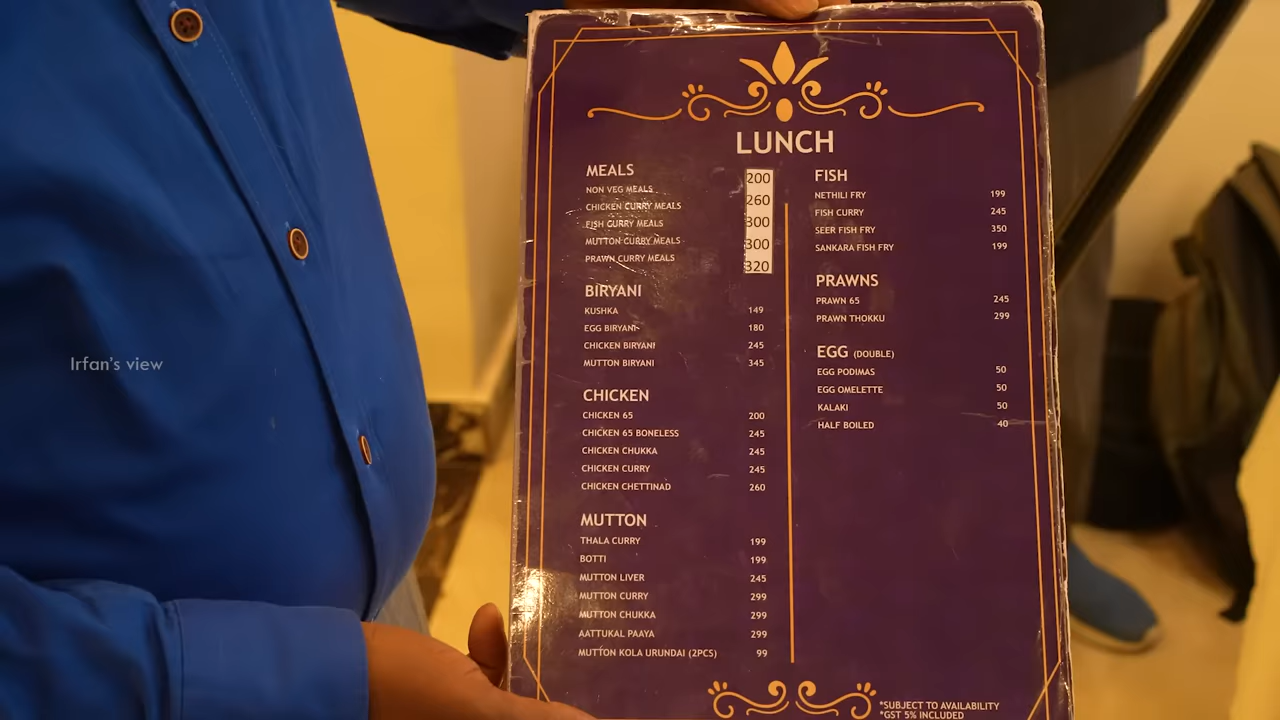 LUNCH
MEALS
NON VEG MEALS 200
CHICKEN CURRY MEALS 260
FISH CURRY MEALS 300
MUTTON CURRY MEALS 300
PRAWN CURRY MEALS 320
BIRYANI
KUSHKA 149
EGG BIRYANI 180
CHICKEN BIRYANI 245
MUTTON BIRYANI 345
CHICKEN
CHICKEN 65 200
CHICKEN 65 BONELESS 245
CHICKEN CHUKKA 245
CHICKEN CURRY 245
CHICKEN CHETTINAD 260
MUTTON
THALA CURRY 199
BOTTI 199
MUTTON LIVER 245
MUTTON CURRY 299
MUTTON CHUKKA 299
AATTUKAL PAAYA 299
MUTTON KOLA URUNDAI (2PCS) 99
FISH
NETHILI FRY 199
FISH CURRY 245
SEER FISH FRY 350
SANKARA FISH FRY 199
PRAWNS
PRAWN 65 245
PRAWN THOKKU 299
EGG (DOUBLE)
EGG PODIMAS 50
EGG OMELETTE 50
KALAKI 50
HALF BOILED 40
*SUBJECT TO AVAILABILITY
*GST 5% INCLUDED
Irfan's view